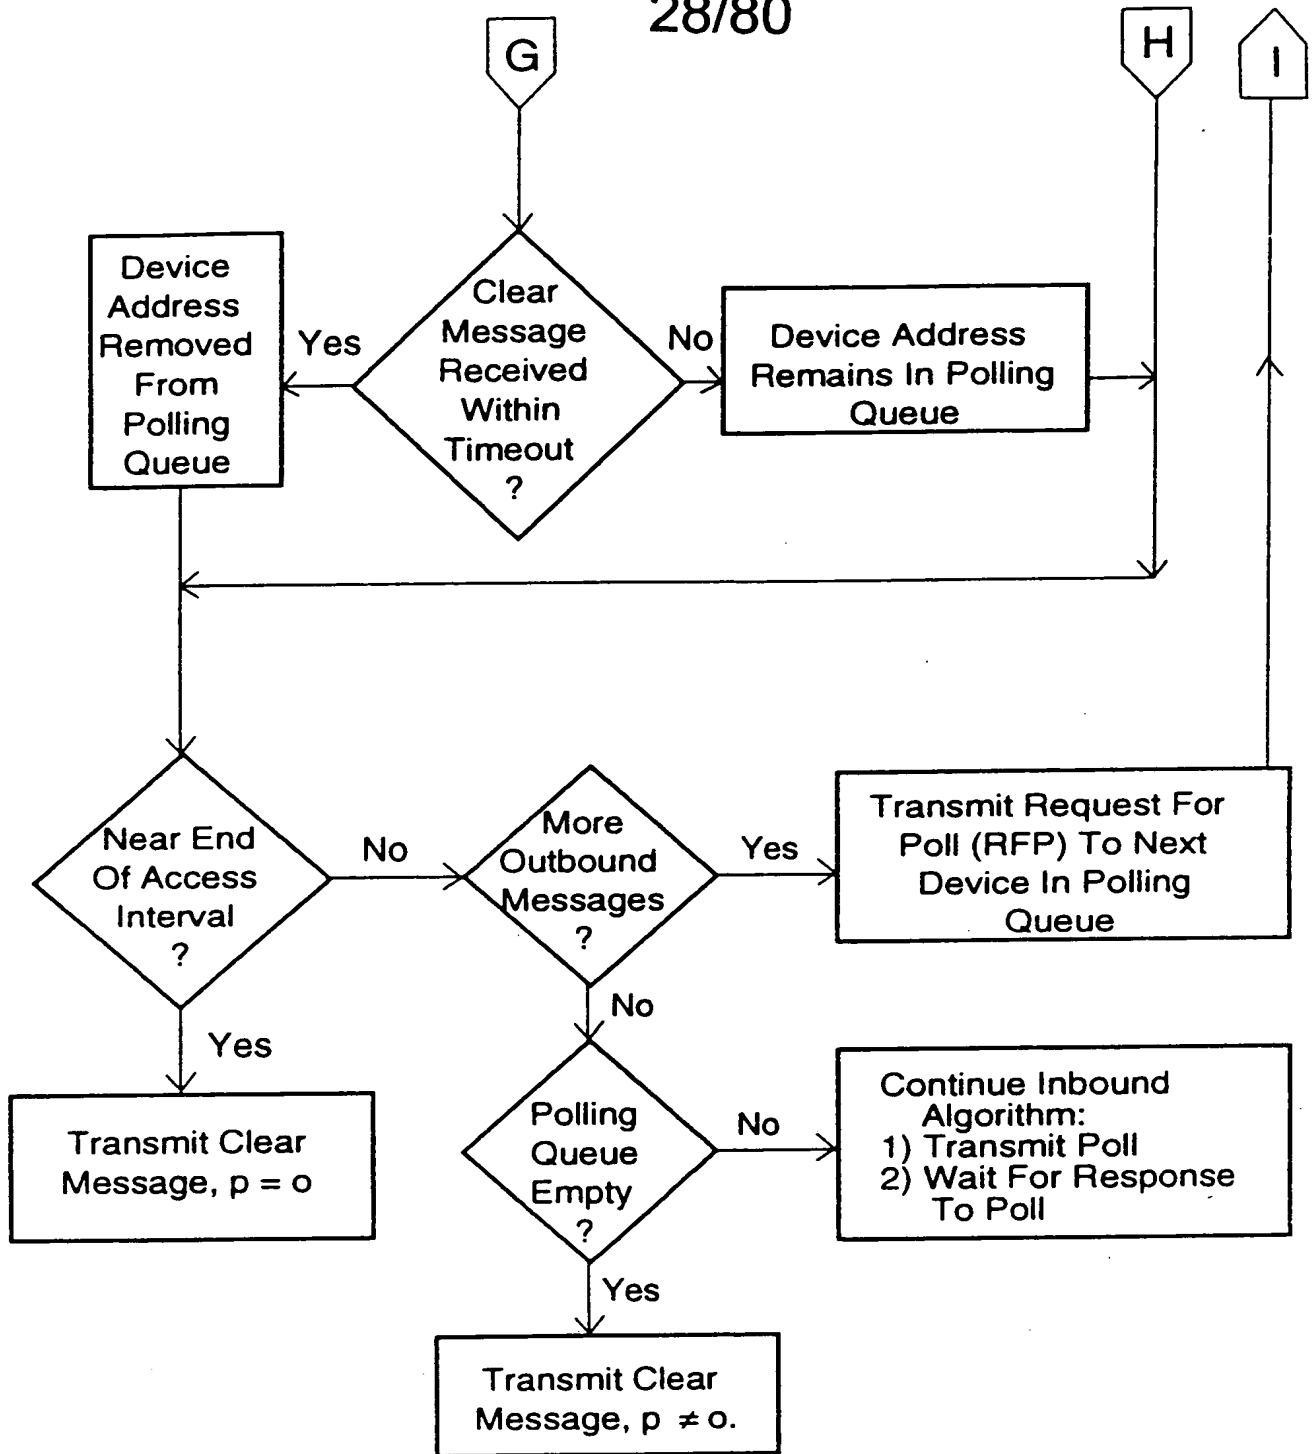 28/80
G
H
I
Device
Address
Removed
From
Polling
Queue
Yes
Clear
Message
Received
Within
Timeout
?
No
Device Address
Remains In Polling
Queue
Near End
Of Access
Interval
?
No
More
Outbound
Messages
?
Yes
Transmit Request For
Poll (RFP) To Next
Device In Polling
Queue
Yes
No
Transmit Clear
Message, p = o
Polling
Queue
Empty
?
No
Continue Inbound
Algorithm:
1) Transmit Poll
2) Wait For Response
To Poll
Yes
Transmit Clear
Message, p ≠ o.